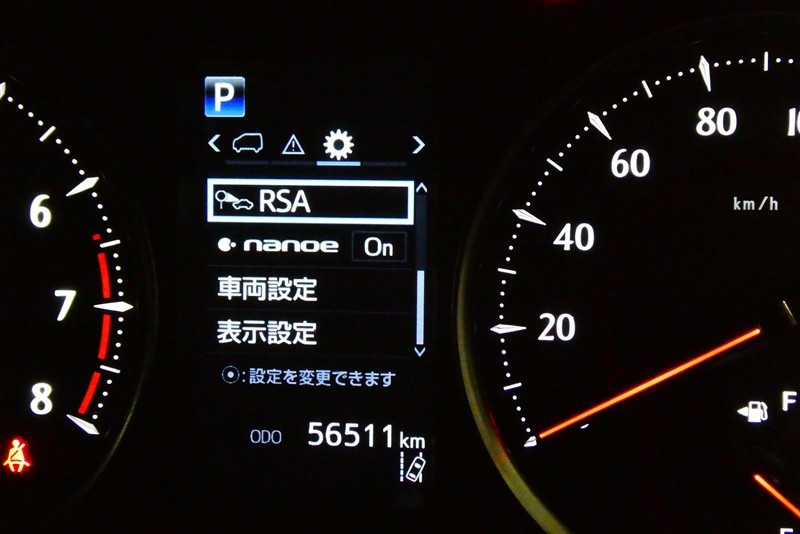 P
RSA
nanoe On
車両設定
表示設定
:設定を変更できます
ODO 56511km
6
7
8
20
40
60
80
km/h
F